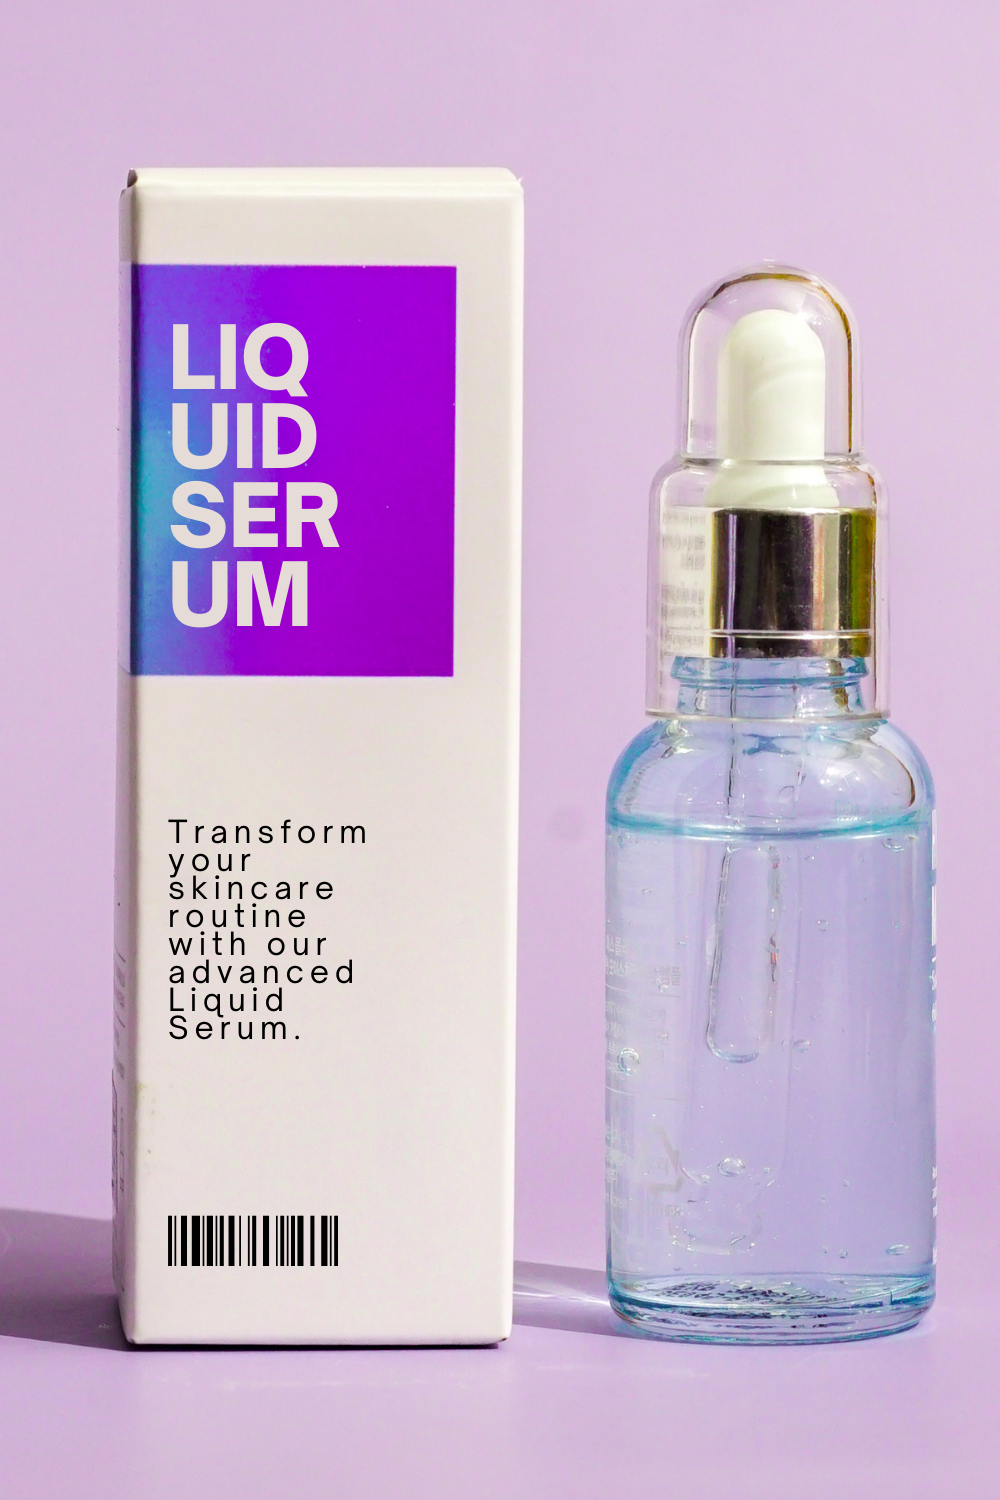 LIQ
UID
SER
UM
Transform
your
skincare
routine
with our
advanced
Liquid
Serum.